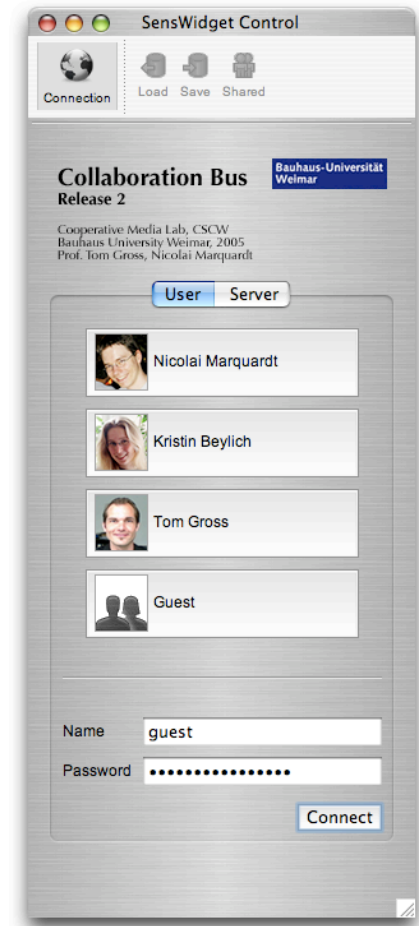 SensWidget Control
Connection
Load Save Shared
Collaboration Bus
Release 2
Bauhaus-Universität
Weimar
Cooperative Media Lab, CSCW
Bauhaus University Weimar, 2005
Prof. Tom Gross, Nicolai Marquardt
User Server
Nicolai Marquardt
Kristin Beylich
Tom Gross
Guest
Name guest
Password ••••••••••••••••
Connect